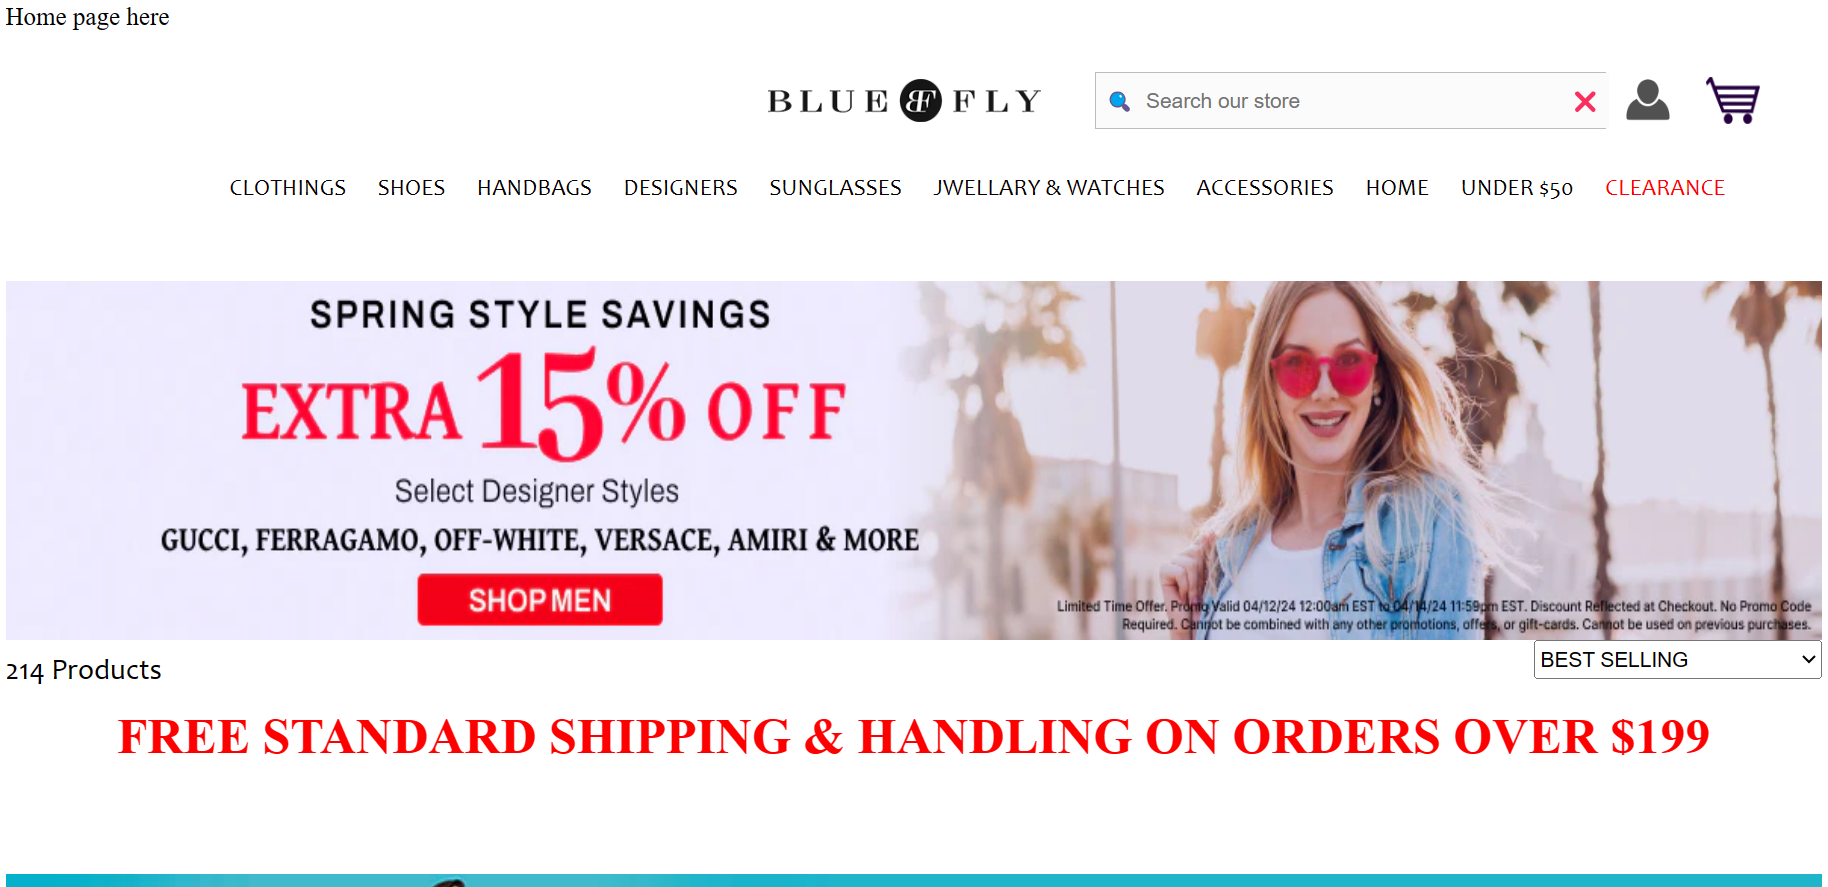 Home page here
BLUE BF FLY
Search our store
CLOTHINGS SHOES HANDBAGS DESIGNERS SUNGLASSES JWELLARY & WATCHES ACCESSORIES HOME UNDER $50 CLEARANCE
SPRING STYLE SAVINGS
EXTRA 15% OFF
Select Designer Styles
GUCCI, FERRAGAMO, OFF-WHITE, VERSACE, AMIRI & MORE
SHOP MEN
Limited Time Offer. Promo Valid 04/12/24 12:00am EST to 04/14/24 11:59pm EST. Discount Reflected at Checkout. No Promo Code
Required. Cannot be combined with any other promotions, offers, or gift-cards. Cannot be used on previous purchases.
214 Products
BEST SELLING
FREE STANDARD SHIPPING & HANDLING ON ORDERS OVER $199